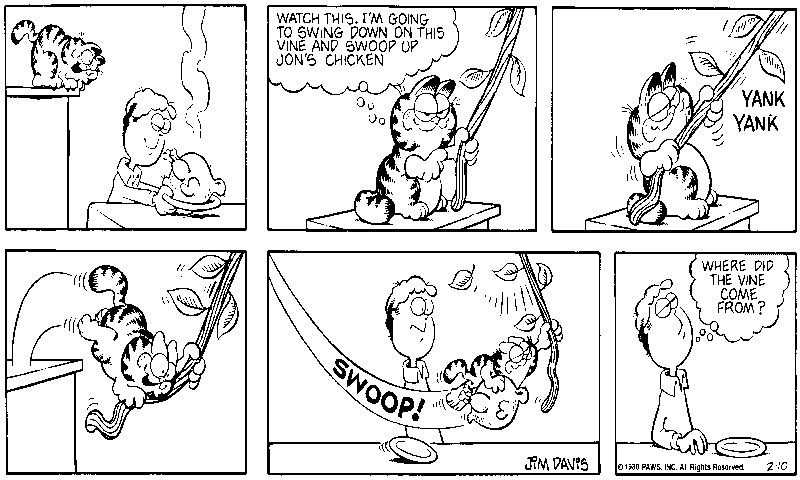 WATCH THIS. I'M GOING
TO SWING DOWN ON THIS
VINE AND SWOOP UP
JON'S CHICKEN
YANK
YANK
SWOOP!
JIM DAVIS
WHERE DID
THE VINE
COME
FROM?
© 1980 PAWS, INC. All Rights Reserved.
2-10